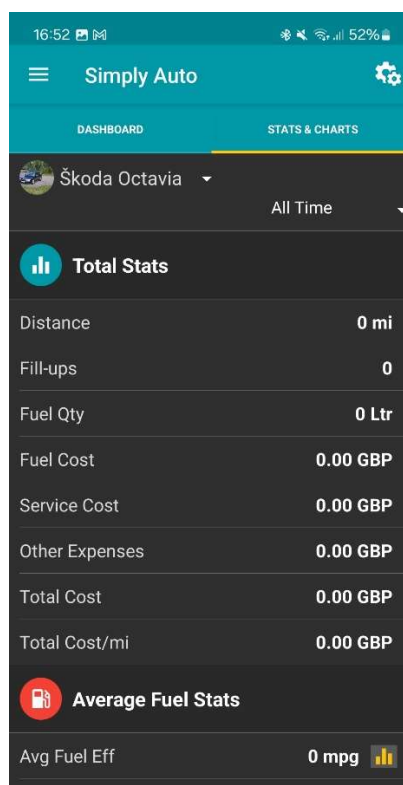 16:52 52%
Simply Auto
DASHBOARD STATS & CHARTS
Škoda Octavia
All Time
Total Stats
Distance 0 mi
Fill-ups 0
Fuel Qty 0 Ltr
Fuel Cost 0.00 GBP
Service Cost 0.00 GBP
Other Expenses 0.00 GBP
Total Cost 0.00 GBP
Total Cost/mi 0.00 GBP
Average Fuel Stats
Avg Fuel Eff 0 mpg